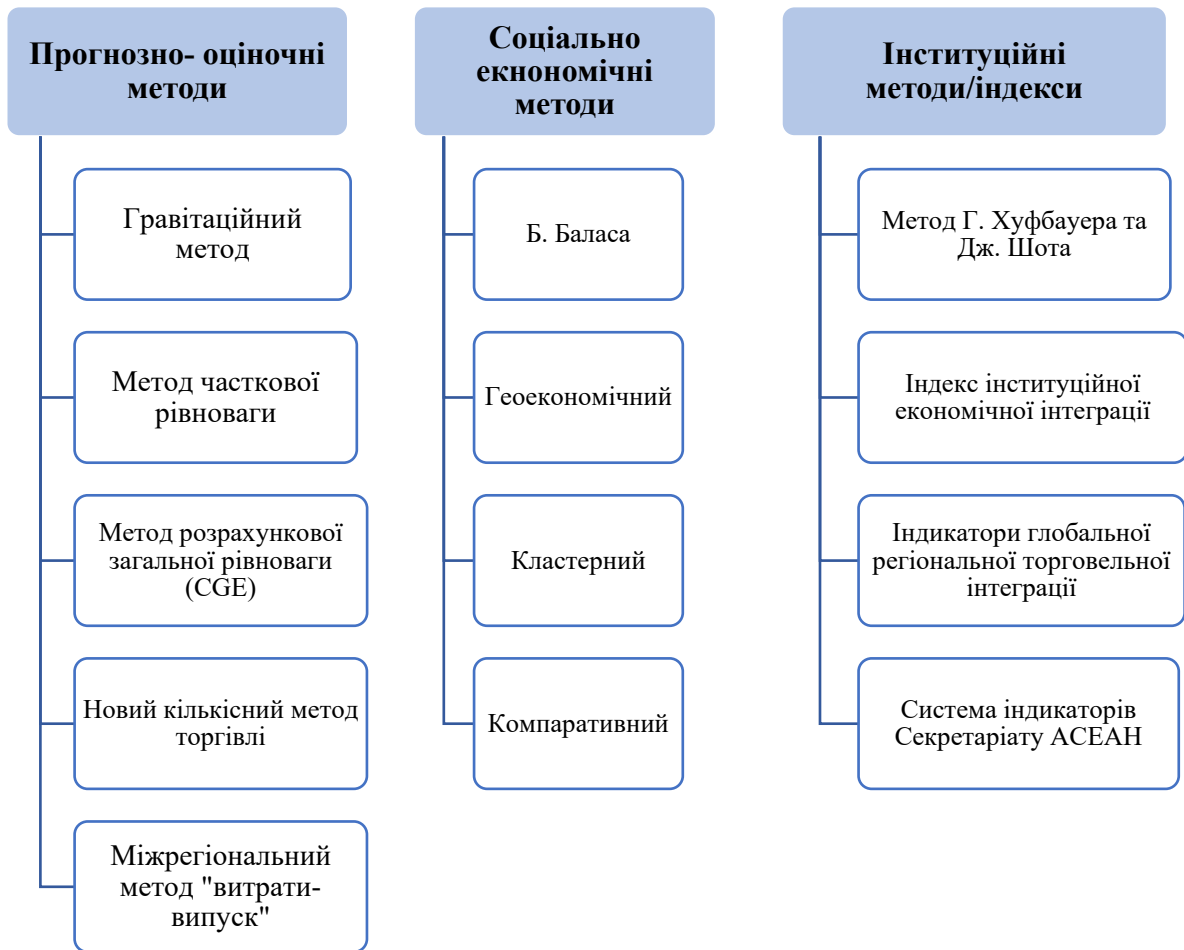 Прогнозно- оціночні
методи
Гравітаційний
метод
Метод часткової
рівноваги
Метод розрахункової
загальної рівноваги
(CGE)
Новий кількісний метод
торгівлі
Міжрегіональний
метод "витрати-
випуск"
Соціально
екнономічні
методи
Б. Баласа
Геоекономічний
Кластерний
Компаративний
Інституційні
методи/індекси
Метод Г. Хуфбауера та
Дж. Шота
Індекс інституційної
економічної інтеграції
Індикатори глобальної
регіональної торговельної
інтеграції
Система індикаторів
Секретаріату АСЕАН